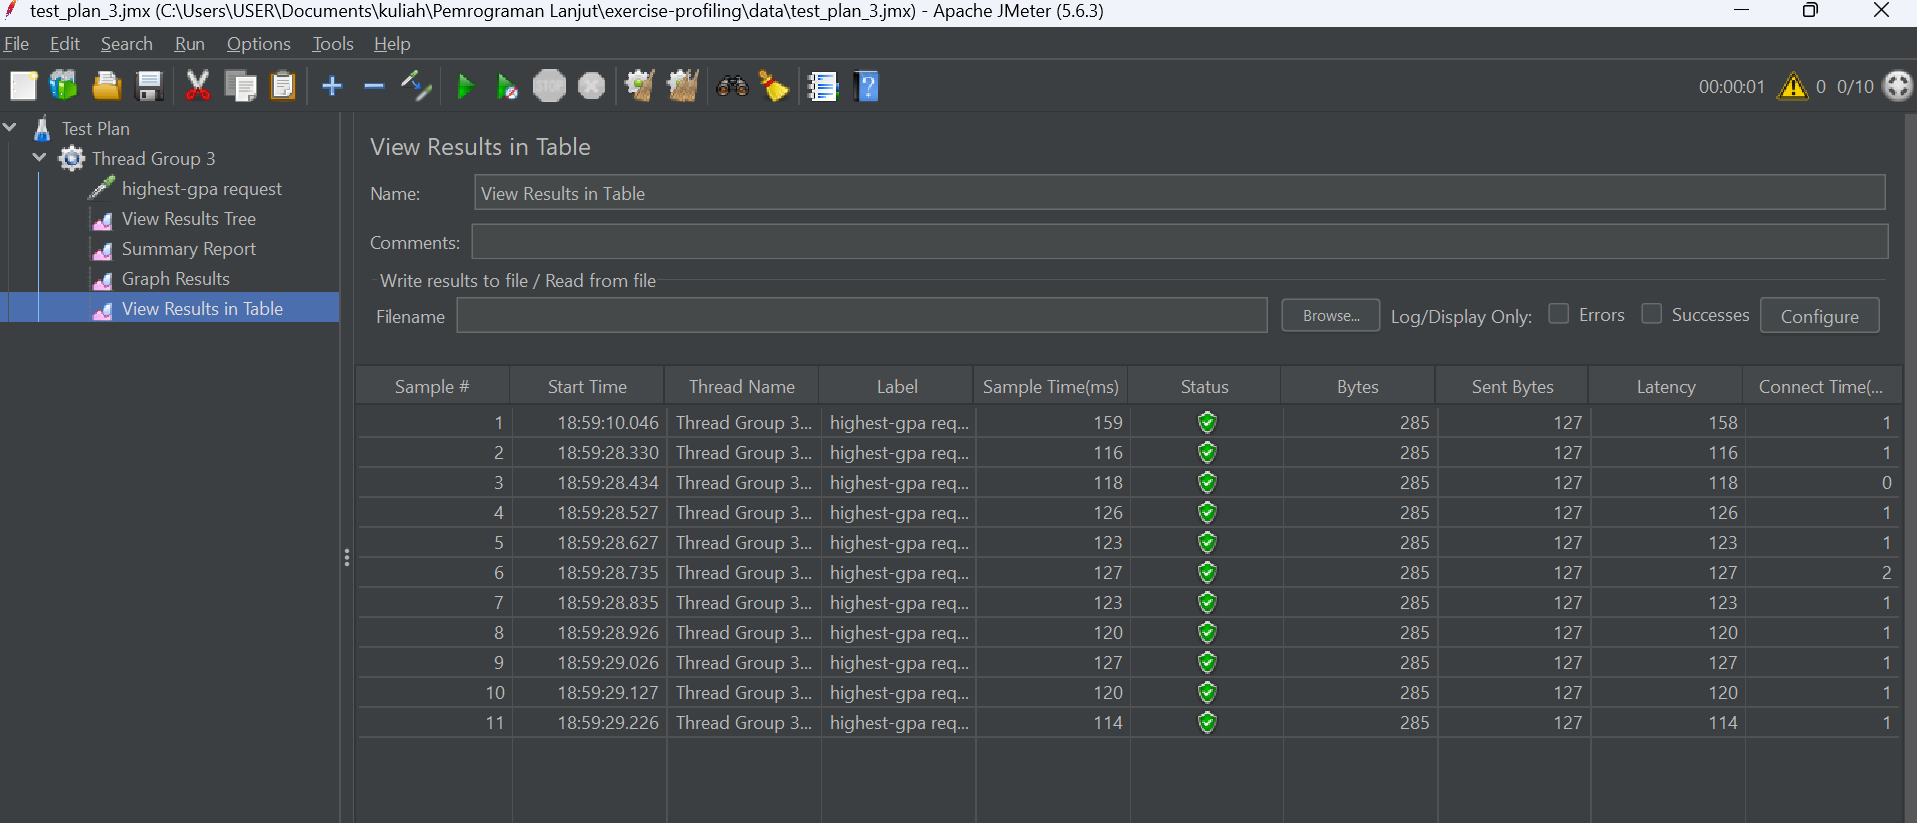 test_plan_3.jmx (C:\Users\USER\Documents\kuliah\Pemrograman Lanjut\exercise-profiling\data\test_plan_3.jmx) - Apache JMeter (5.6.3)
File Edit Search Run Options Tools Help
STOP ? 00:00:01 0 0/10
Test Plan
Thread Group 3
highest-gpa request
View Results Tree
Summary Report
Graph Results
View Results in Table
View Results in Table
Name: View Results in Table
Comments:
Write results to file / Read from file
Filename Browse... Log/Display Only: Errors Successes Configure
Sample # Start Time Thread Name Label Sample Time(ms) Status Bytes Sent Bytes Latency Connect Time(...
1 18:59:10.046 Thread Group 3... highest-gpa req... 159 285 127 158 1
2 18:59:28.330 Thread Group 3... highest-gpa req... 116 285 127 116 1
3 18:59:28.434 Thread Group 3... highest-gpa req... 118 285 127 118 0
4 18:59:28.527 Thread Group 3... highest-gpa req... 126 285 127 126 1
5 18:59:28.627 Thread Group 3... highest-gpa req... 123 285 127 123 1
6 18:59:28.735 Thread Group 3... highest-gpa req... 127 285 127 127 2
7 18:59:28.835 Thread Group 3... highest-gpa req... 123 285 127 123 1
8 18:59:28.926 Thread Group 3... highest-gpa req... 120 285 127 120 1
9 18:59:29.026 Thread Group 3... highest-gpa req... 127 285 127 127 1
10 18:59:29.127 Thread Group 3... highest-gpa req... 120 285 127 120 1
11 18:59:29.226 Thread Group 3... highest-gpa req... 114 285 127 114 1